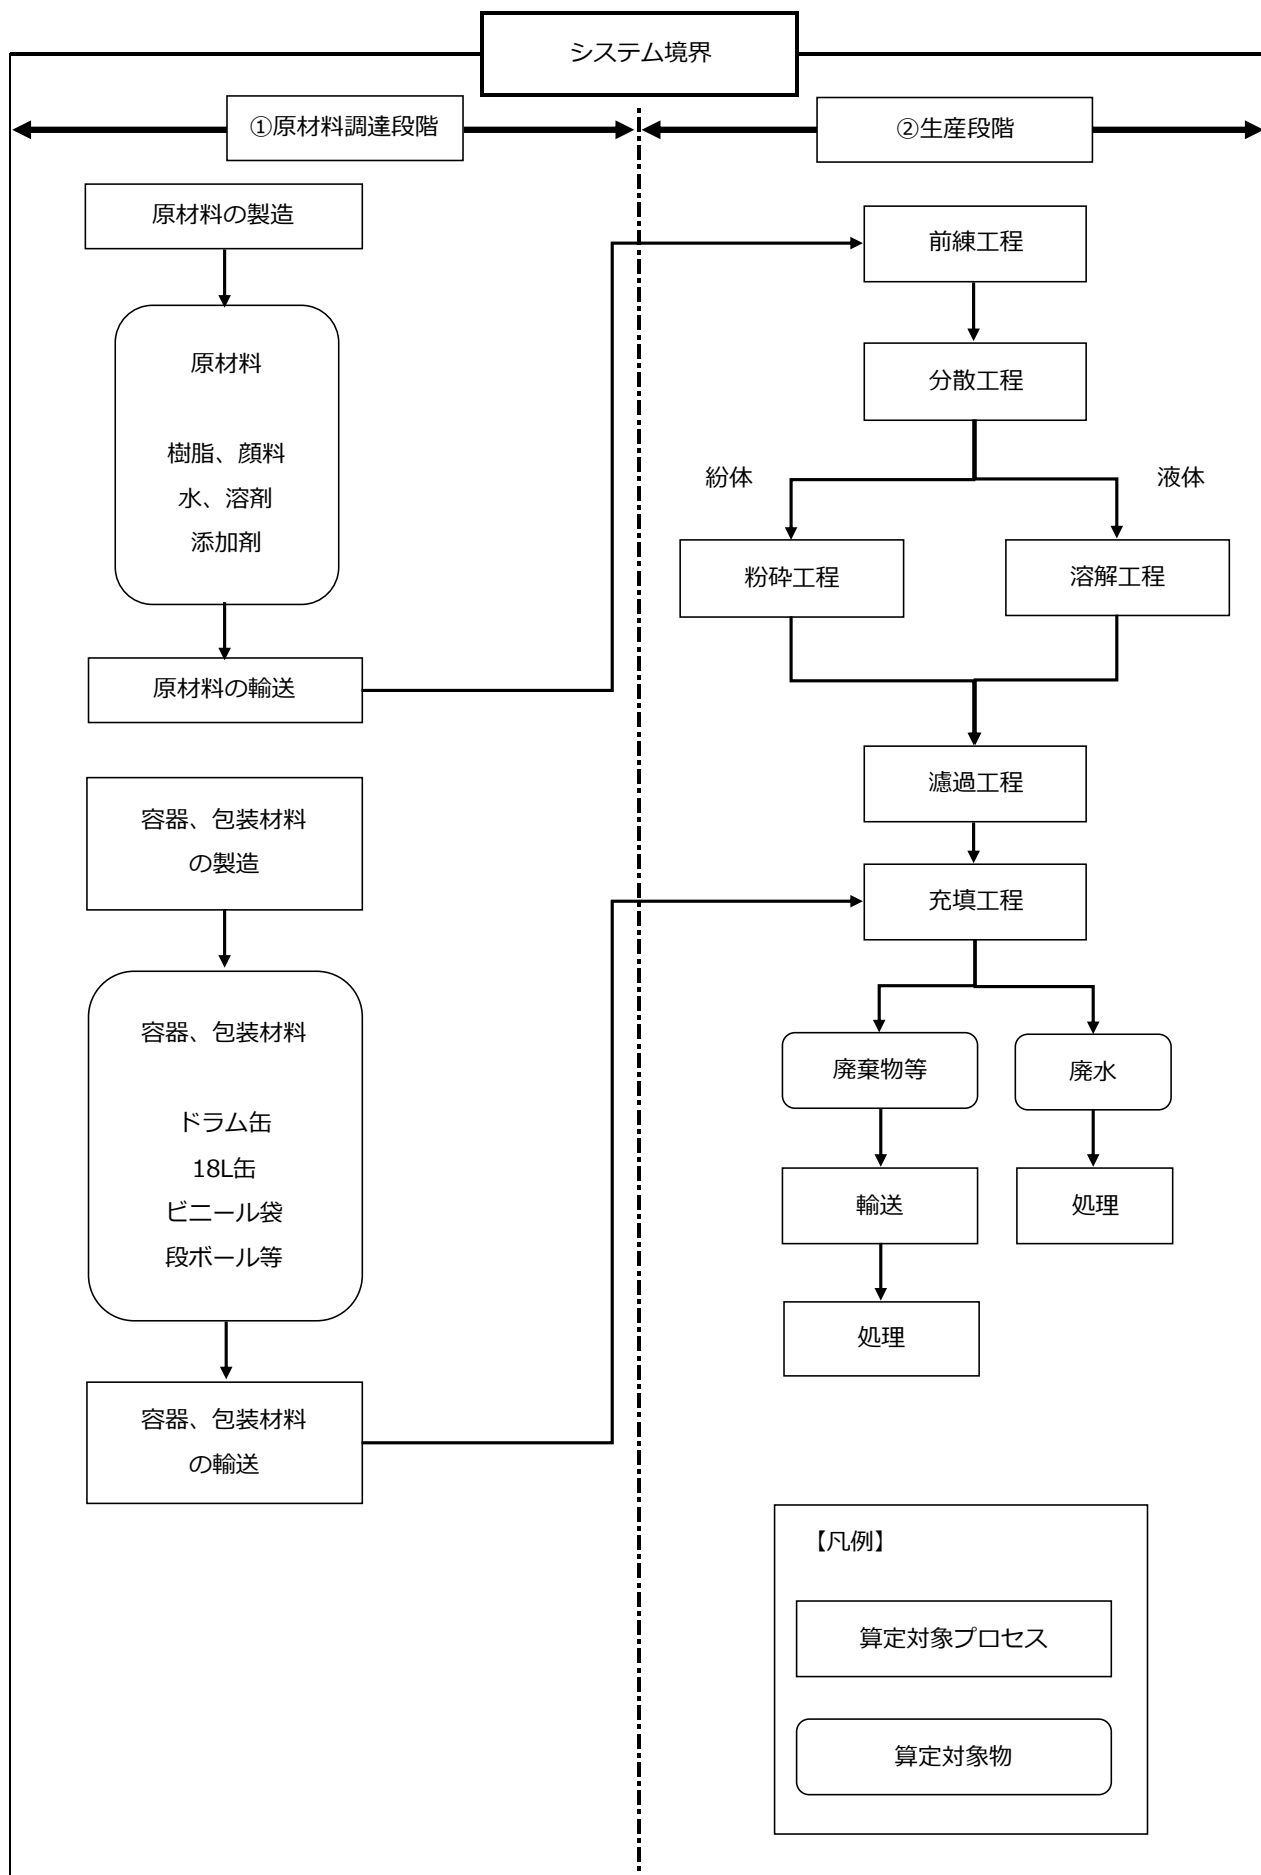 システム境界
①原材料調達段階
②生産段階
原材料の製造
原材料
樹脂、顔料
水、溶剤
添加剤
原材料の輸送
容器、包装材料
の製造
容器、包装材料
ドラム缶
18L缶
ビニール袋
段ボール等
容器、包装材料
の輸送
前練工程
分散工程
紛体
液体
粉砕工程
溶解工程
濾過工程
充填工程
廃棄物等
廃水
輸送
処理
処理
【凡例】
算定対象プロセス
算定対象物